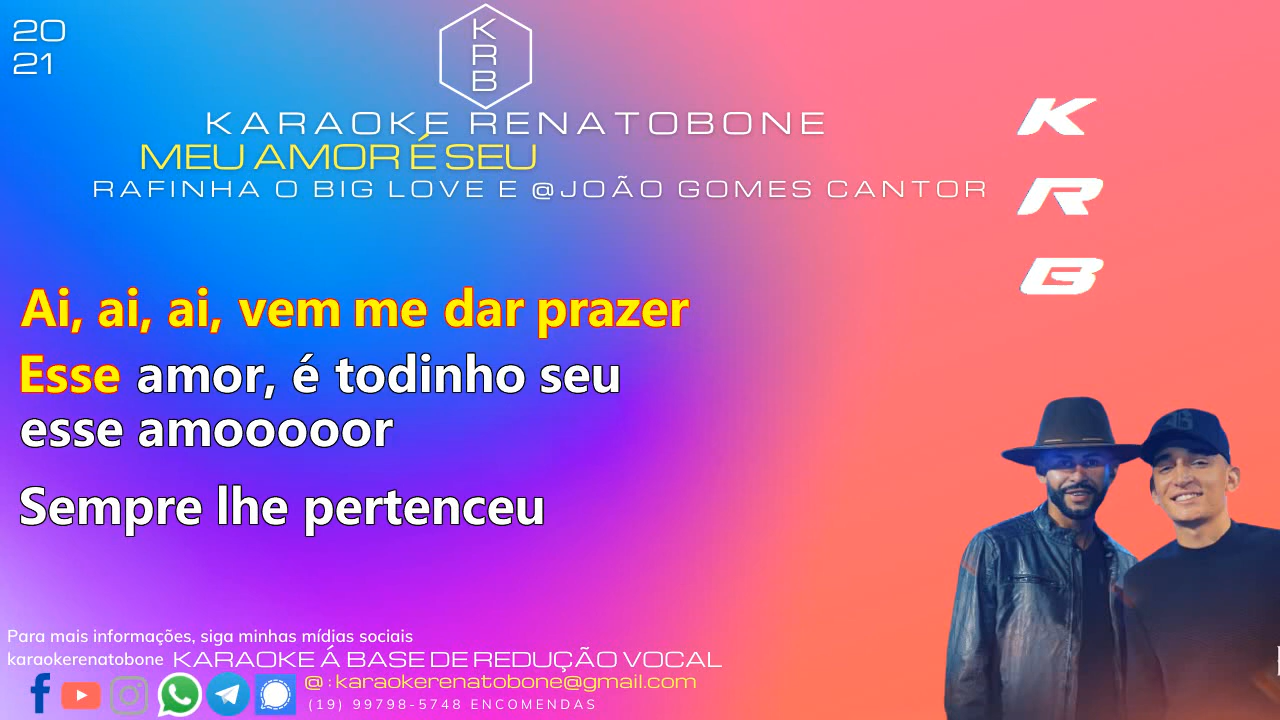 20
21
K
R
B
KARAOKE RENATOBONE
MEU AMOR É SEU
RAFINHA O BIG LOVE E @JOÃO GOMES CANTOR
K
R
B
Ai, ai, ai, vem me dar prazer
Esse amor, é todinho seu
esse amooooor
Sempre lhe pertenceu
Para mais informações, siga minhas mídias sociais
karaokerenatobone KARAOKE Á BASE DE REDUÇÃO VOCAL
@:karaokerenatobone@gmail.com
(19) 99798-5748 ENCOMENDAS